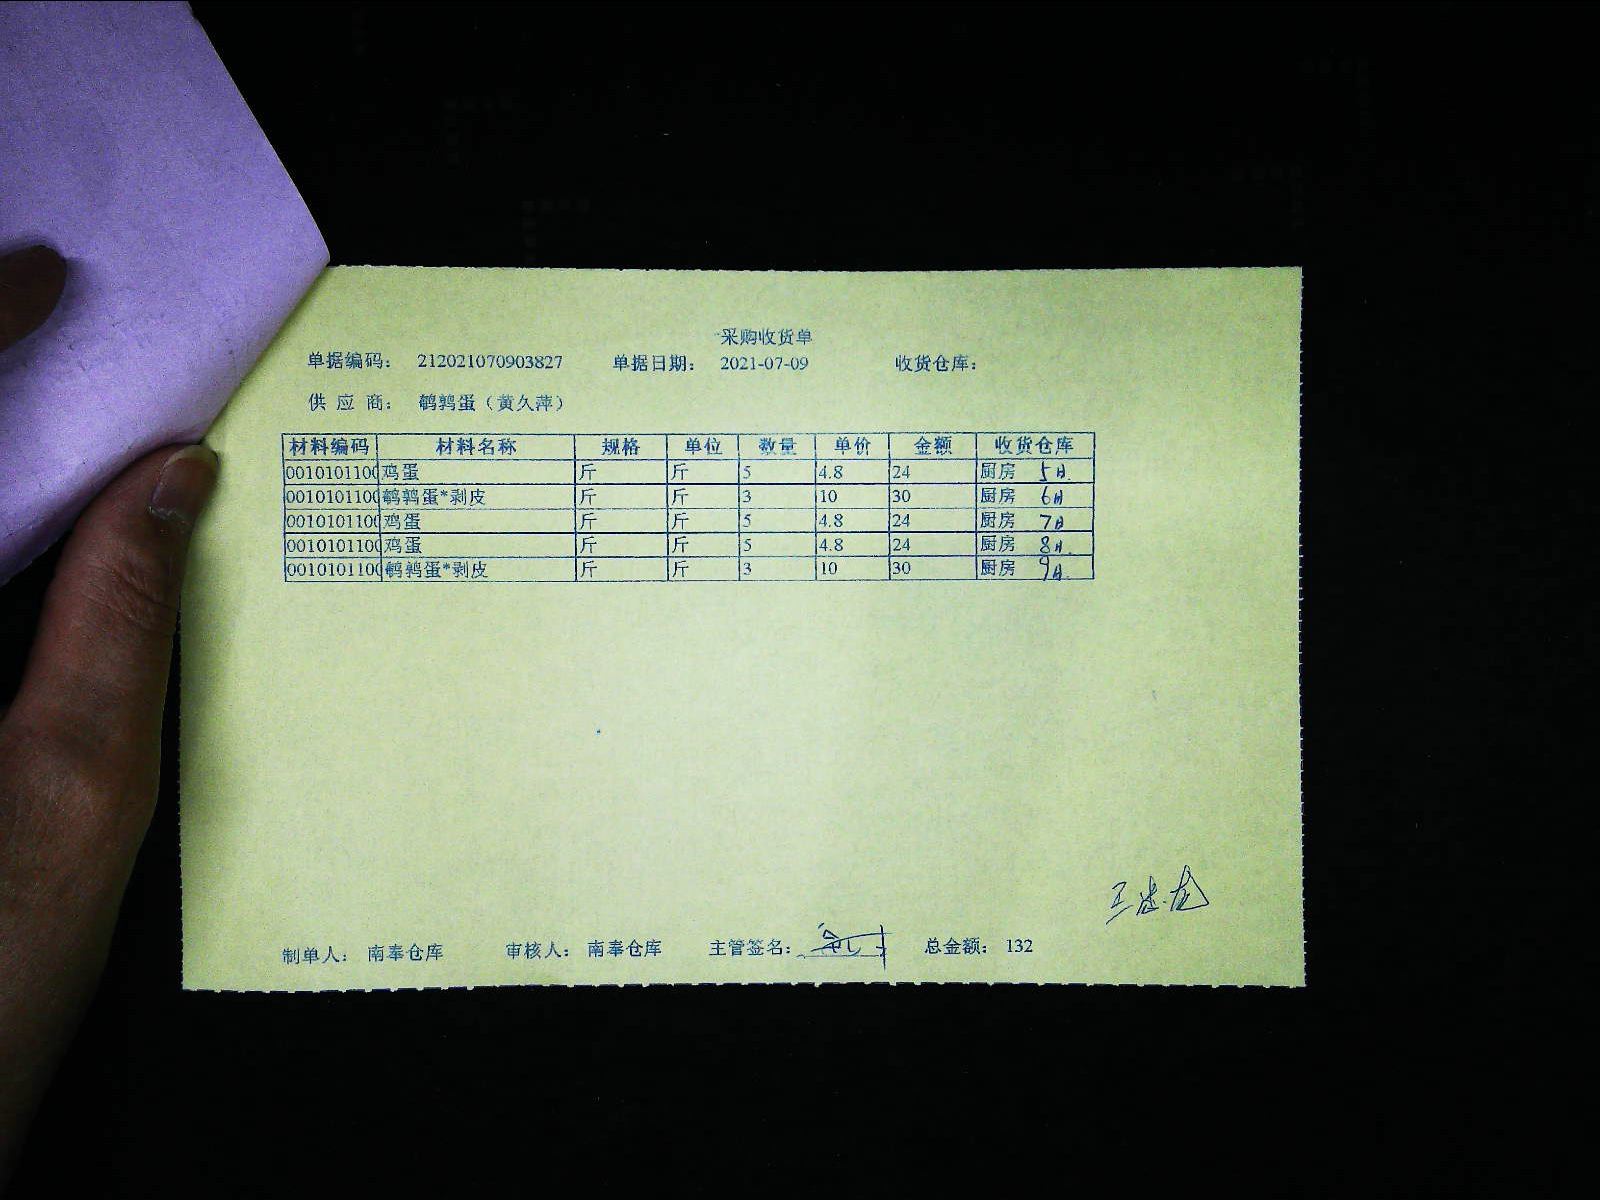 采购收货单
单据编码： 212021070903827 单据日期： 2021-07-09 收货仓库：
供 应 商： 鹌鹑蛋（黄久萍）
材料编码 材料名称 规格 单位 数量 单价 金额 收货仓库
0010101100 鸡蛋 斤 斤 5 4.8 24 厨房 5日
0010101100 鹌鹑蛋*剥皮 斤 斤 3 10 30 厨房 6日
0010101100 鸡蛋 斤 斤 5 4.8 24 厨房 7日
0010101100 鸡蛋 斤 斤 5 4.8 24 厨房 8日
0010101100 鹌鹑蛋*剥皮 斤 斤 3 10 30 厨房 9日
制单人： 南奉仓库 审核人： 南奉仓库 主管签名： 总金额： 132